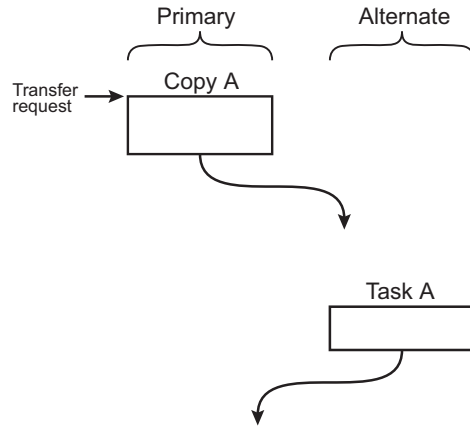 Primary
Alternate
Copy A
Transfer
request
Task A